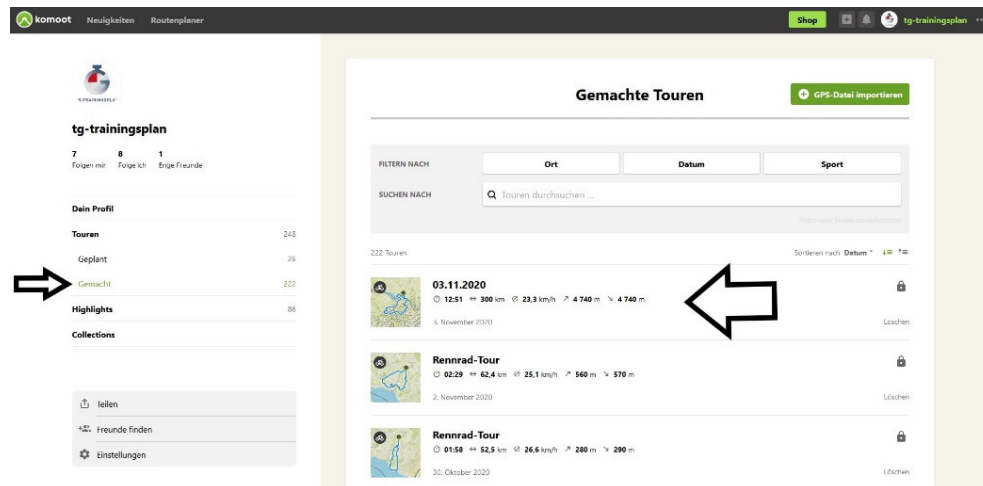 komoot Neuigkeiten Routenplaner Shop tg-trainingsplan
tg-trainingsplan
7 8 1
Folgen mir Folge ich Enge Freunde
Dein Profil
Touren 248
Geplant 26
Gemacht 222
Highlights 86
Collections
Teilen
Freunde finden
Einstellungen
Gemachte Touren
GPS-Datei importieren
FILTERN NACH Ort Datum Sport
SUCHEN NACH Touren durchsuchen ...
222 Touren Sortieren nach Datum
03.11.2020
12:51 300 km 23,3 km/h 4 740 m 4 740 m
3. November 2020 Löschen
Rennrad-Tour
02:29 62,4 km 25,1 km/h 560 m 570 m
2. November 2020 Löschen
Rennrad-Tour
01:58 52,5 km 26,6 km/h 280 m 290 m
30. Oktober 2020 Löschen